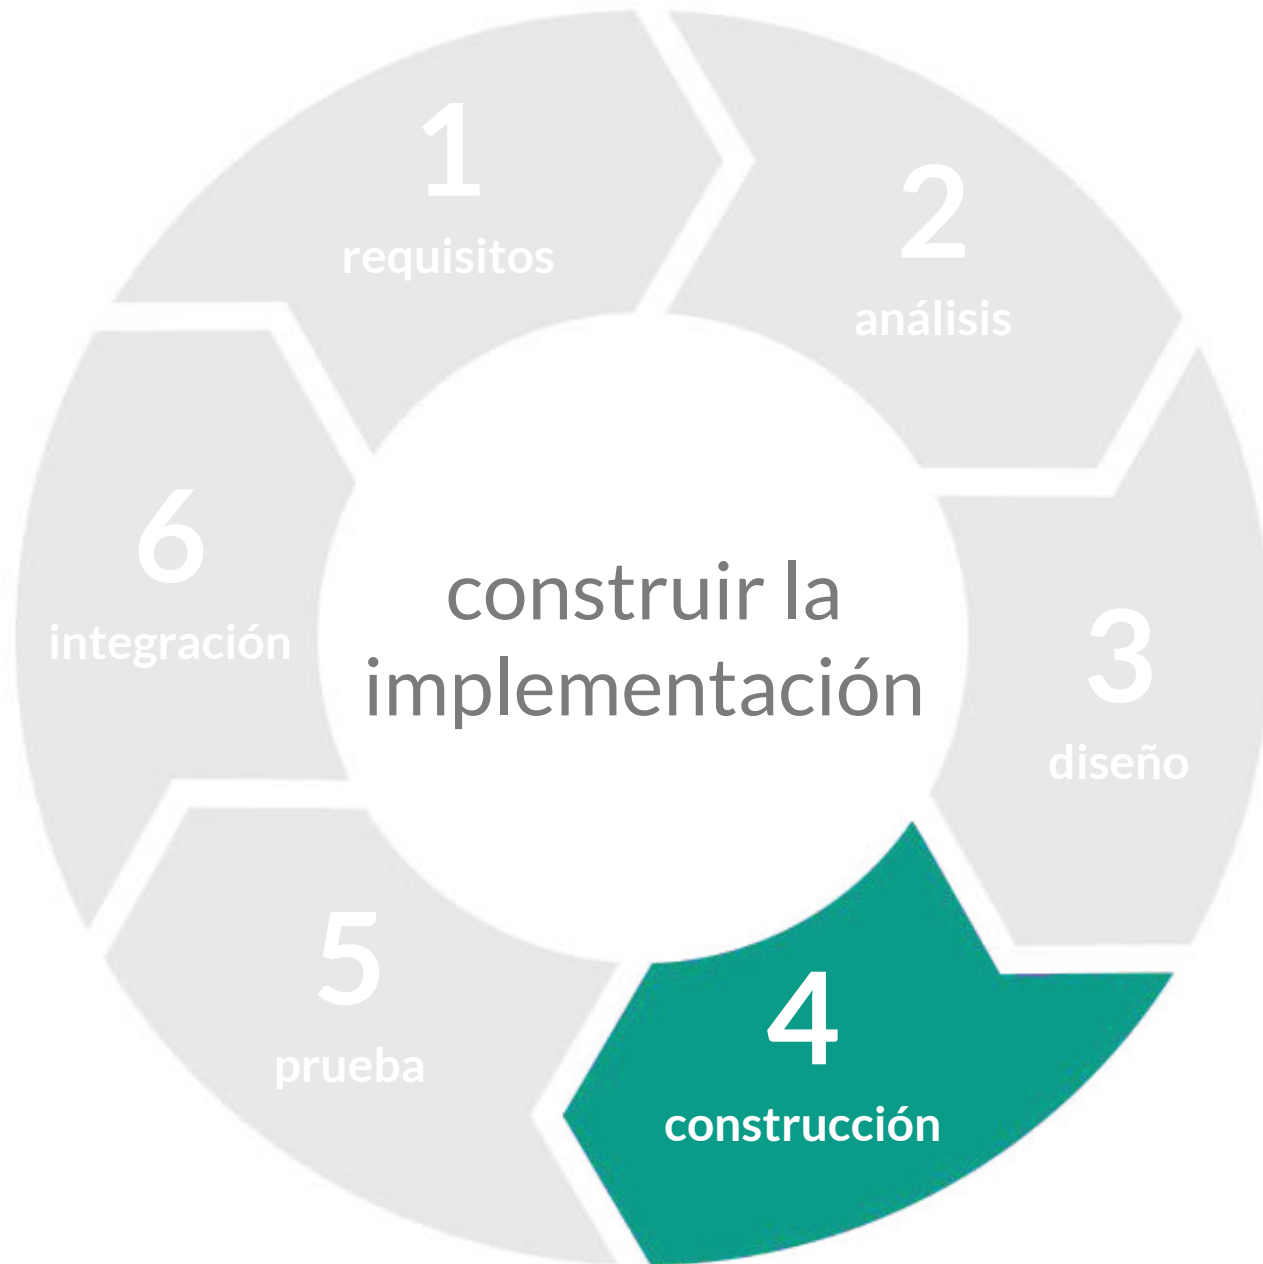 1
requisitos
2
análisis
3
diseño
4
construcción
5
prueba
6
integración
construir la
implementación